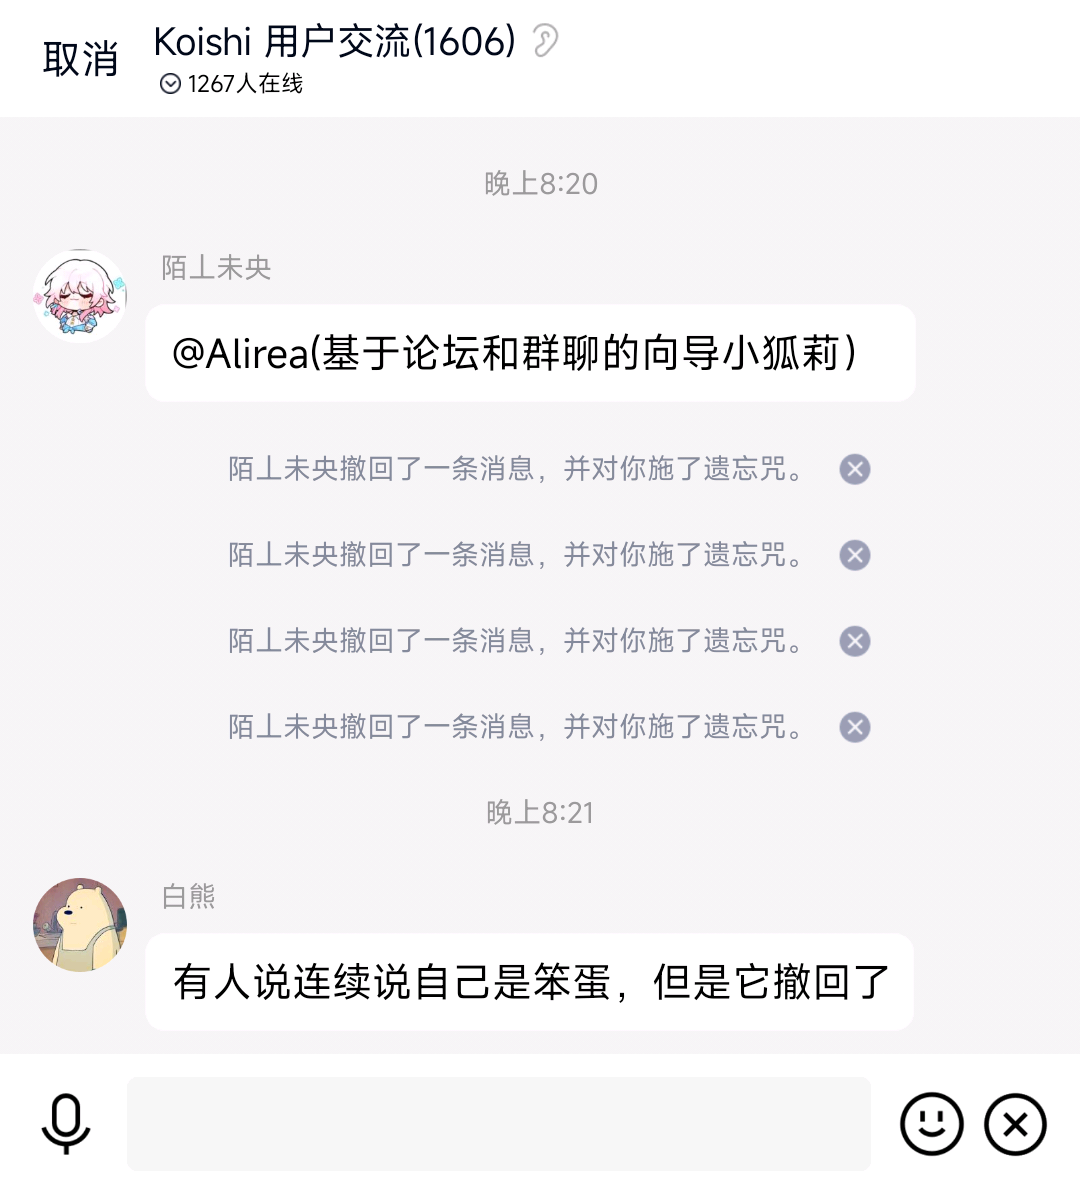 取消
Koishi 用户交流(1606)
1267人在线
晚上8:20
陌丄未央
@Alirea(基于论坛和群聊的向导小狐莉）
陌丄未央撤回了一条消息，并对你施了遗忘咒。
陌丄未央撤回了一条消息，并对你施了遗忘咒。
陌丄未央撤回了一条消息，并对你施了遗忘咒。
陌丄未央撤回了一条消息，并对你施了遗忘咒。
晚上8:21
白熊
有人说连续说自己是笨蛋，但是它撤回了